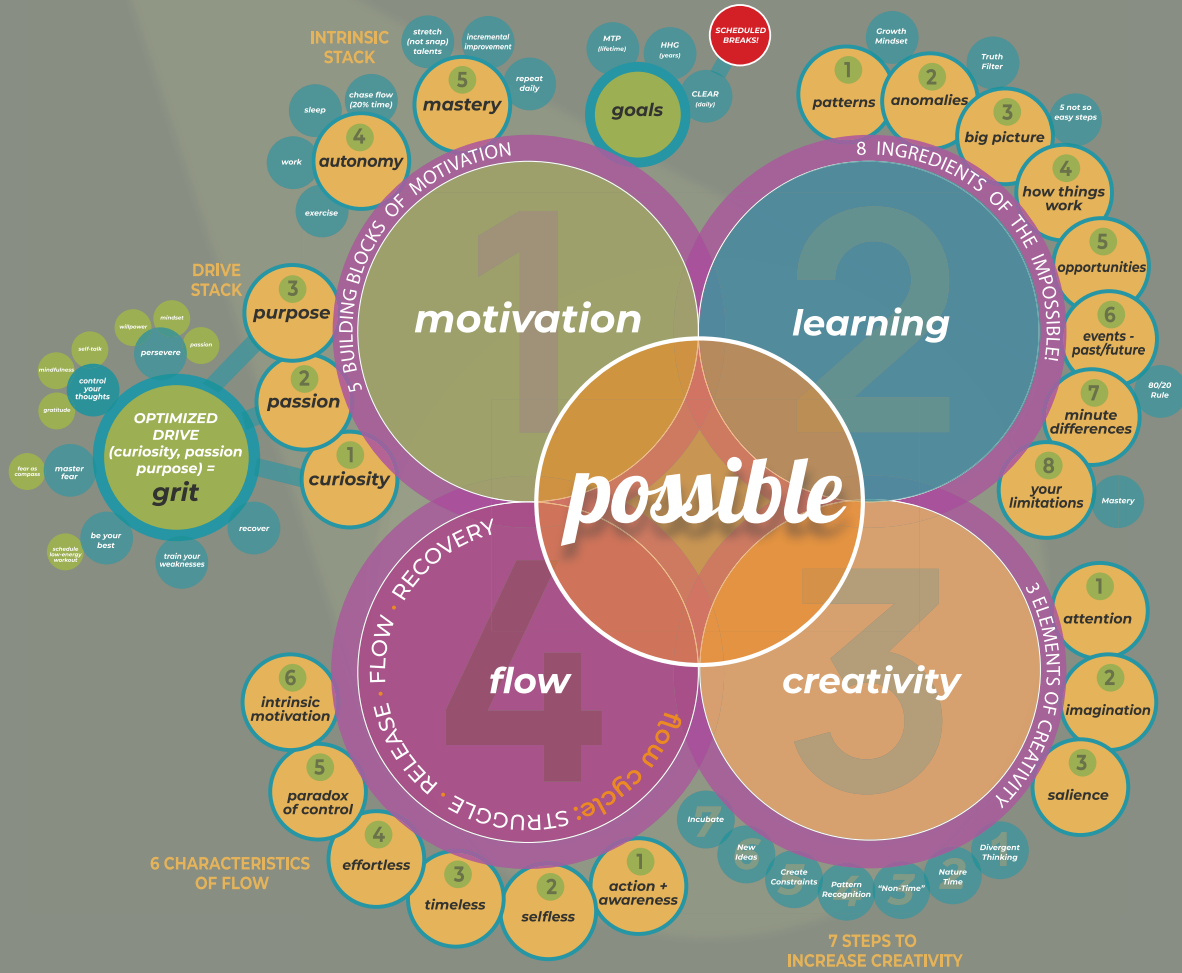 INTRINSIC
STACK
stretch
(not snap)
talents
incremental
improvement
repeat
daily
5
mastery
sleep
chase flow
(20% time)
work
exercise
4
autonomy
MTP
(lifetime)
HHG
(years)
SCHEDULED
BREAKS!
CLEAR
(daily)
goals
Growth
Mindset
Truth
Filter
5 not so
easy steps
1
patterns
2
anomalies
3
big picture
4
how things
work
5
opportunities
6
events -
past/future
80/20
Rule
7
minute
differences
8
your
limitations
Mastery
5 BUILDING BLOCKS OF MOTIVATION
8 INGREDIENTS OF THE IMPOSSIBLE!
1
motivation
2
learning
possible
DRIVE
STACK
3
purpose
2
passion
1
curiosity
willpower
mindset
passion
persevere
self-talk
mindfulness
gratitude
control
your
thoughts
OPTIMIZED
DRIVE
(curiosity, passion
purpose) =
grit
fear as
compass
master
fear
be your
best
schedule
low-energy
workout
train your
weaknesses
recover
4
flow
flow cycle: STRUGGLE · RELEASE · FLOW · RECOVERY
3
creativity
3 ELEMENTS OF CREATIVITY
1
attention
2
imagination
3
salience
6
intrinsic
motivation
5
paradox
of control
4
effortless
3
timeless
2
selfless
1
action +
awareness
6 CHARACTERISTICS
OF FLOW
7
Incubate
6
New
Ideas
5
Create
Constraints
4
Pattern
Recognition
3
“Non-Time”
2
Nature
Time
1
Divergent
Thinking
7 STEPS TO
INCREASE CREATIVITY